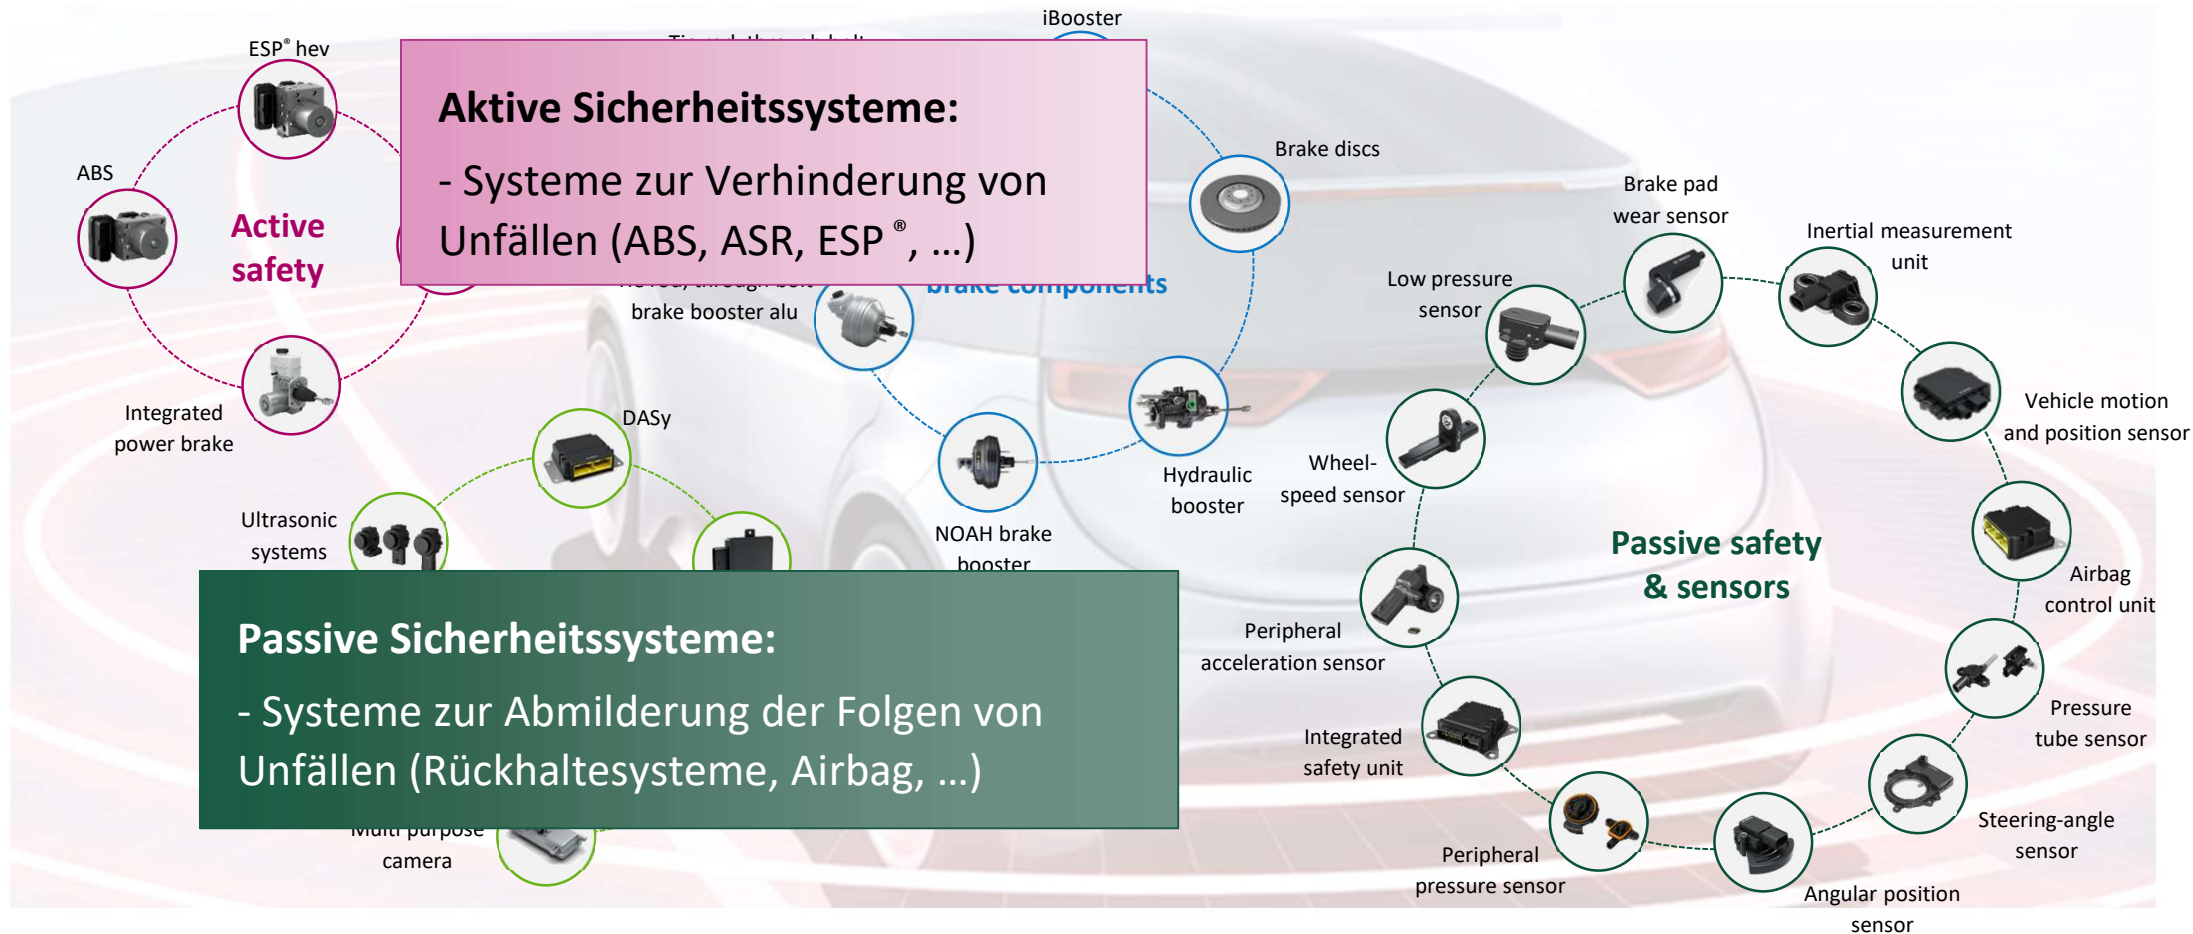 iBooster
ESP® hev
Aktive Sicherheitssysteme:
- Systeme zur Verhinderung von
Unfällen (ABS, ASR, ESP®, ...)
ABS
Active
safety
Brake discs
Brake pad
wear sensor
Inertial measurement
unit
Low pressure
sensor
brake components
brake booster alu
Integrated
power brake
DASy
Vehicle motion
and position sensor
Wheel-
speed sensor
Hydraulic
booster
Ultrasonic
systems
NOAH brake
booster
Passive safety
& sensors
Airbag
control unit
Passive Sicherheitssysteme:
- Systeme zur Abmilderung der Folgen von
Unfällen (Rückhaltesysteme, Airbag, ...)
Peripheral
acceleration sensor
Pressure
tube sensor
Integrated
safety unit
Multi purpose
camera
Steering-angle
sensor
Peripheral
pressure sensor
Angular position
sensor